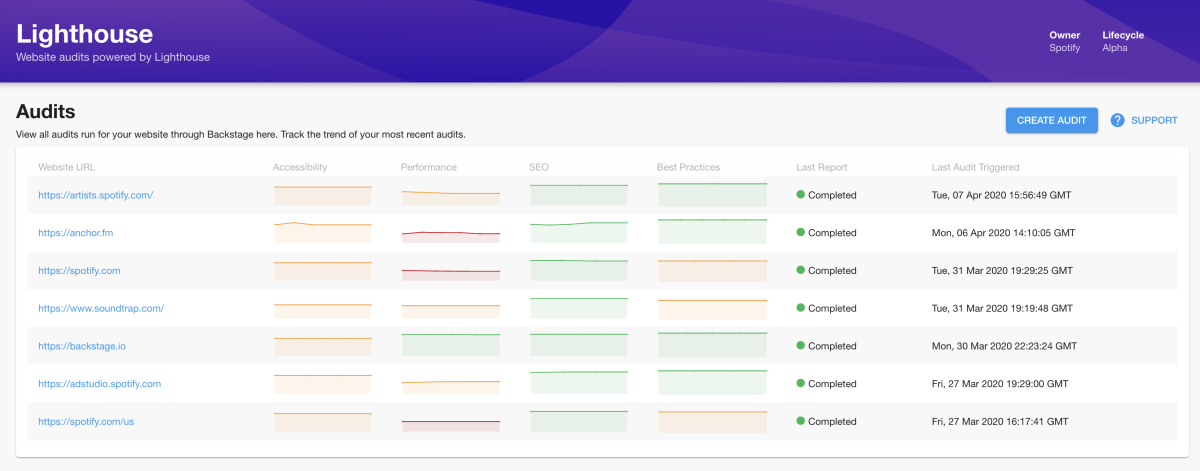 Lighthouse
Website audits powered by Lighthouse
Owner Lifecycle
Spotify Alpha
Audits
View all audits run for your website through Backstage here. Track the trend of your most recent audits.
CREATE AUDIT ? SUPPORT
Website URL Accessibility Performance SEO Best Practices Last Report Last Audit Triggered
https://artists.spotify.com/ Completed Tue, 07 Apr 2020 15:56:49 GMT
https://anchor.fm Completed Mon, 06 Apr 2020 14:10:05 GMT
https://spotify.com Completed Tue, 31 Mar 2020 19:29:25 GMT
https://www.soundtrap.com/ Completed Tue, 31 Mar 2020 19:19:48 GMT
https://backstage.io Completed Mon, 30 Mar 2020 22:23:24 GMT
https://adstudio.spotify.com Completed Fri, 27 Mar 2020 19:29:00 GMT
https://spotify.com/us Completed Fri, 27 Mar 2020 16:17:41 GMT